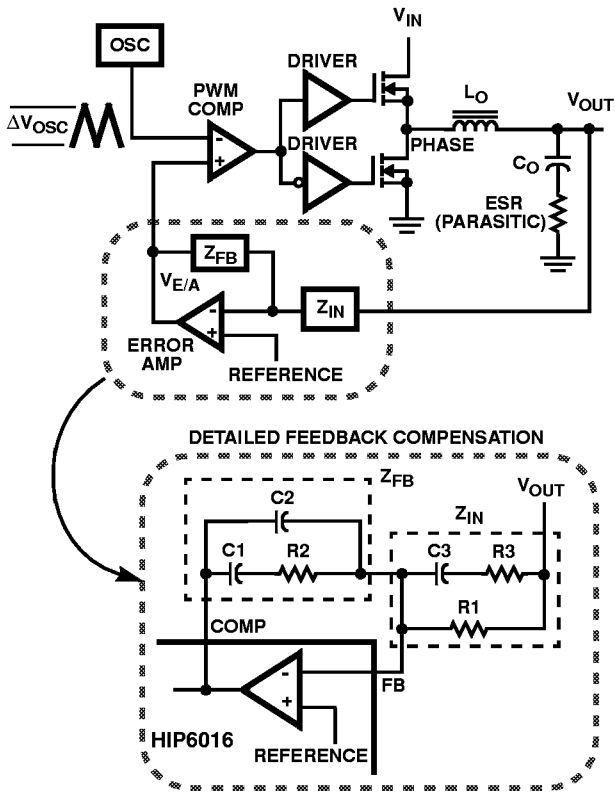 OSC
V_IN
DRIVER
PWM
COMP
ΔV_OSC
L_O
V_OUT
-
+
DRIVER
PHASE
C_O
ESR
(PARASITIC)
Z_FB
V_E/A
Z_IN
-
+
ERROR
AMP
REFERENCE
DETAILED FEEDBACK COMPENSATION
Z_FB
V_OUT
C2
Z_IN
C1
R2
C3
R3
R1
COMP
-
+
FB
HIP6016
REFERENCE